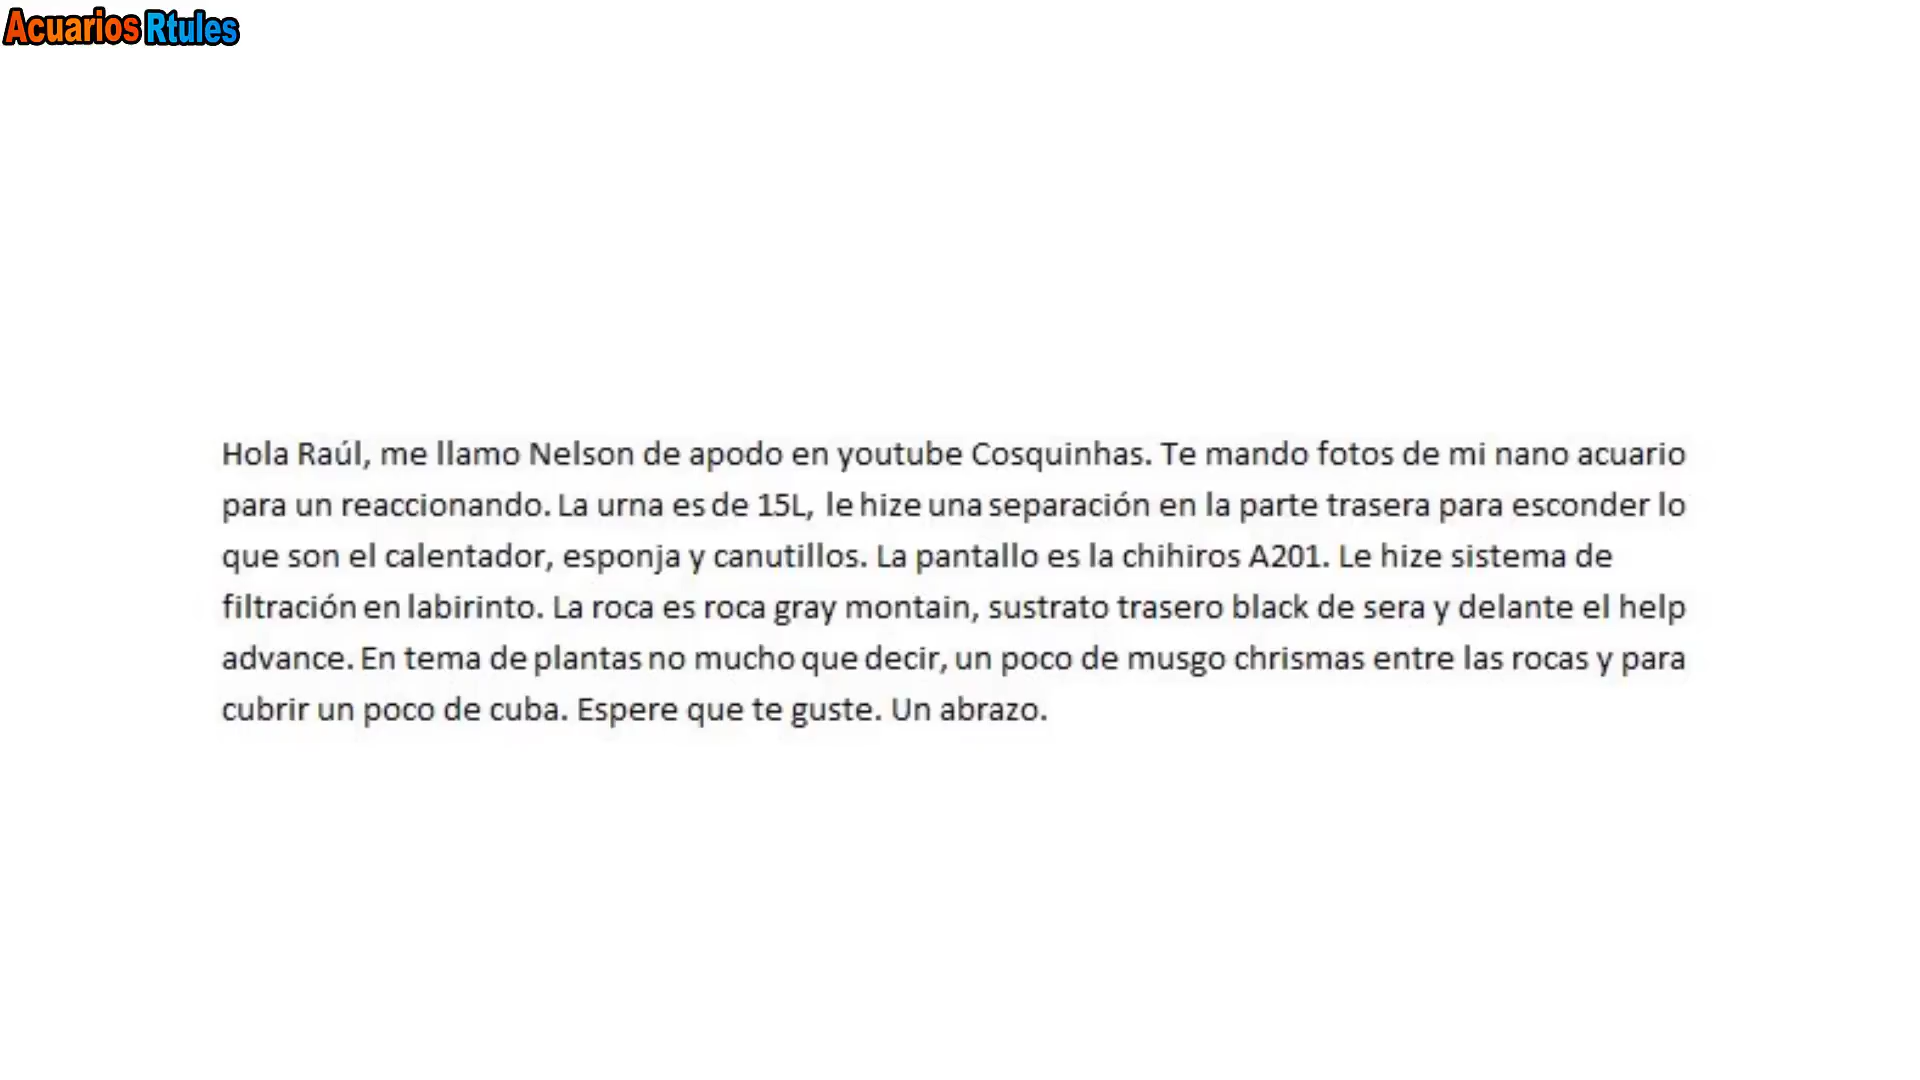 Acuarios Rtules
Hola Raúl, me llamo Nelson de apodo en youtube Cosquinhas. Te mando fotos de mi nano acuario
para un reaccionando. La urna es de 15L, le hize una separación en la parte trasera para esconder lo
que son el calentador, esponja y canutillos. La pantallo es la chihiros A201. Le hize sistema de
filtración en labirinto. La roca es roca gray montain, sustrato trasero black de sera y delante el help
advance. En tema de plantas no mucho que decir, un poco de musgo chrismas entre las rocas y para
cubrir un poco de cuba. Espere que te guste. Un abrazo.